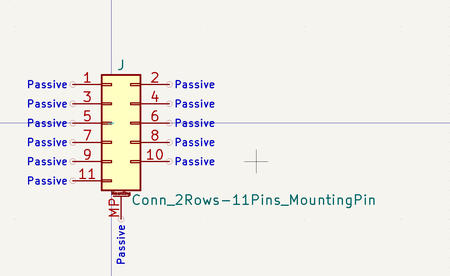 J
Passive 1 2 Passive
Passive 3 4 Passive
Passive 5 6 Passive
Passive 7 8 Passive
Passive 9 10 Passive
Passive 11
Mounting
MP
Conn_2Rows-11Pins_MountingPin
Passive